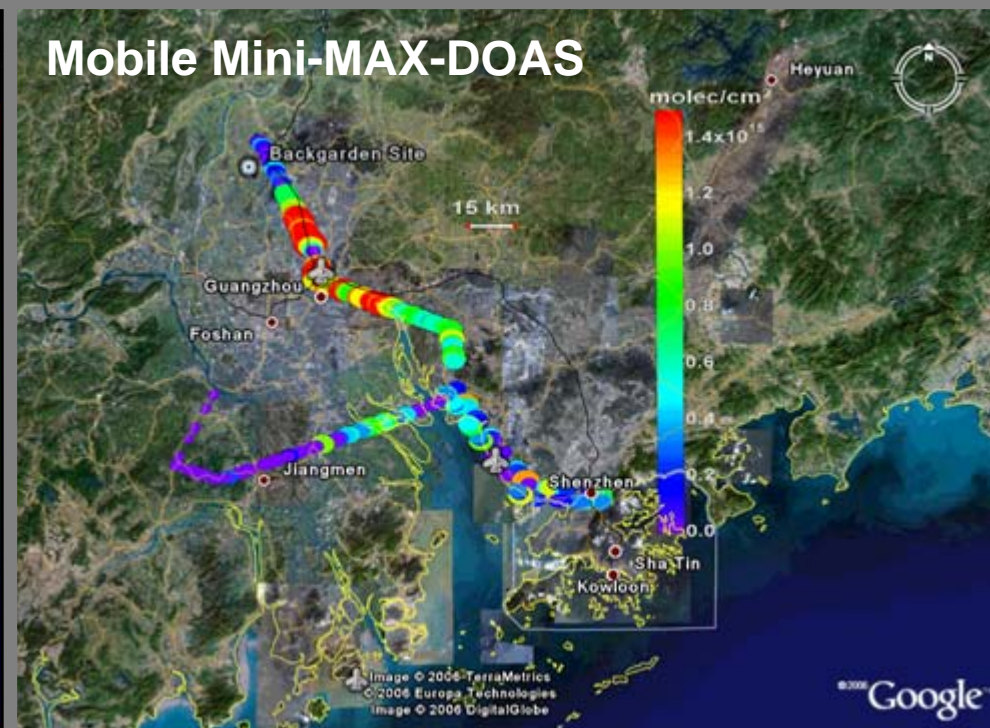 Mobile Mini-MAX-DOAS
N
Heyuan
molec/cm²
1.4x10¹⁵
Backgarden Site
1.2
15 km
1.0
Guangzhou
0.8
Foshan
0.6
0.4
Jiangmen
0.2
Shenzhen
0.0
Sha Tin
Kowloon
Image © 2006 TerraMetrics
© 2006 Europa Technologies
Image © 2006 DigitalGlobe
©2006 Google